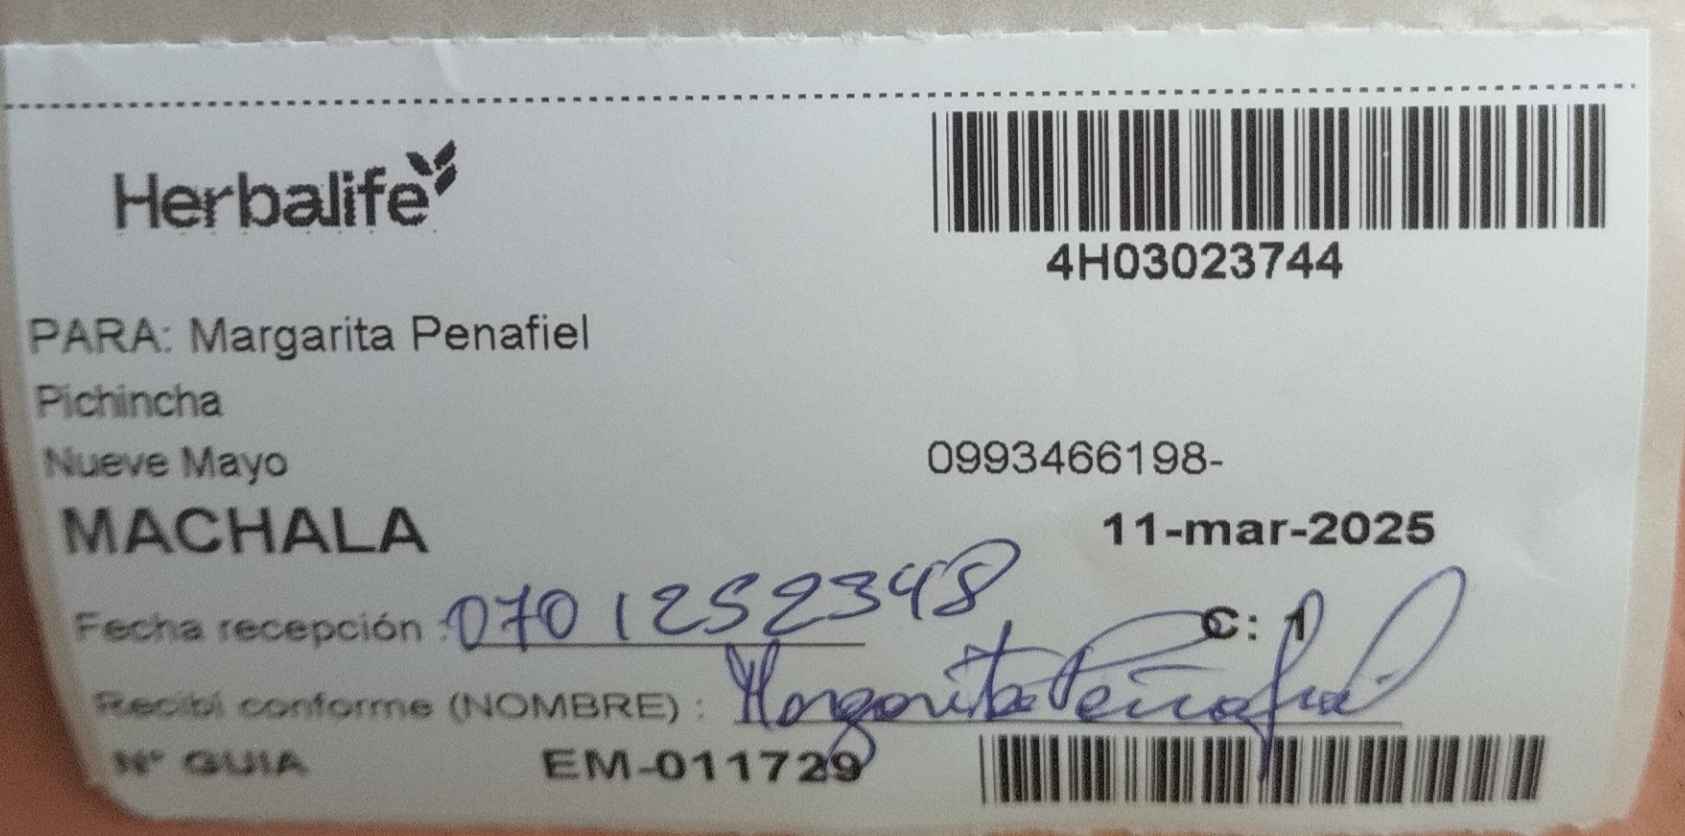 Herbalife
4H03023744
PARA: Margarita Penafiel
Pichincha
Nueve Mayo 0993466198-
MACHALA 11-mar-2025
Fecha recepción : 0701252348 C: 1
Recibí conforme (NOMBRE) : Margarita Peñafiel
Nº GUIA EM-011729